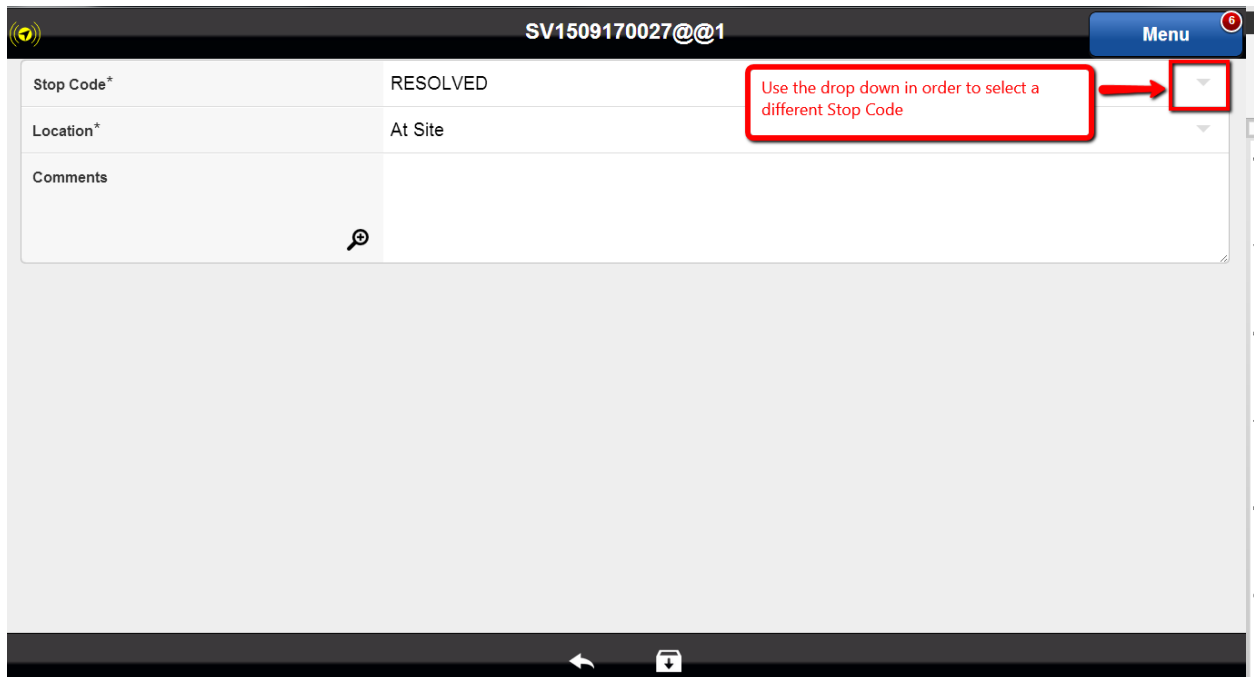 SV1509170027@@1
Menu
6
Stop Code*
RESOLVED
Use the drop down in order to select a
different Stop Code
Location*
At Site
Comments